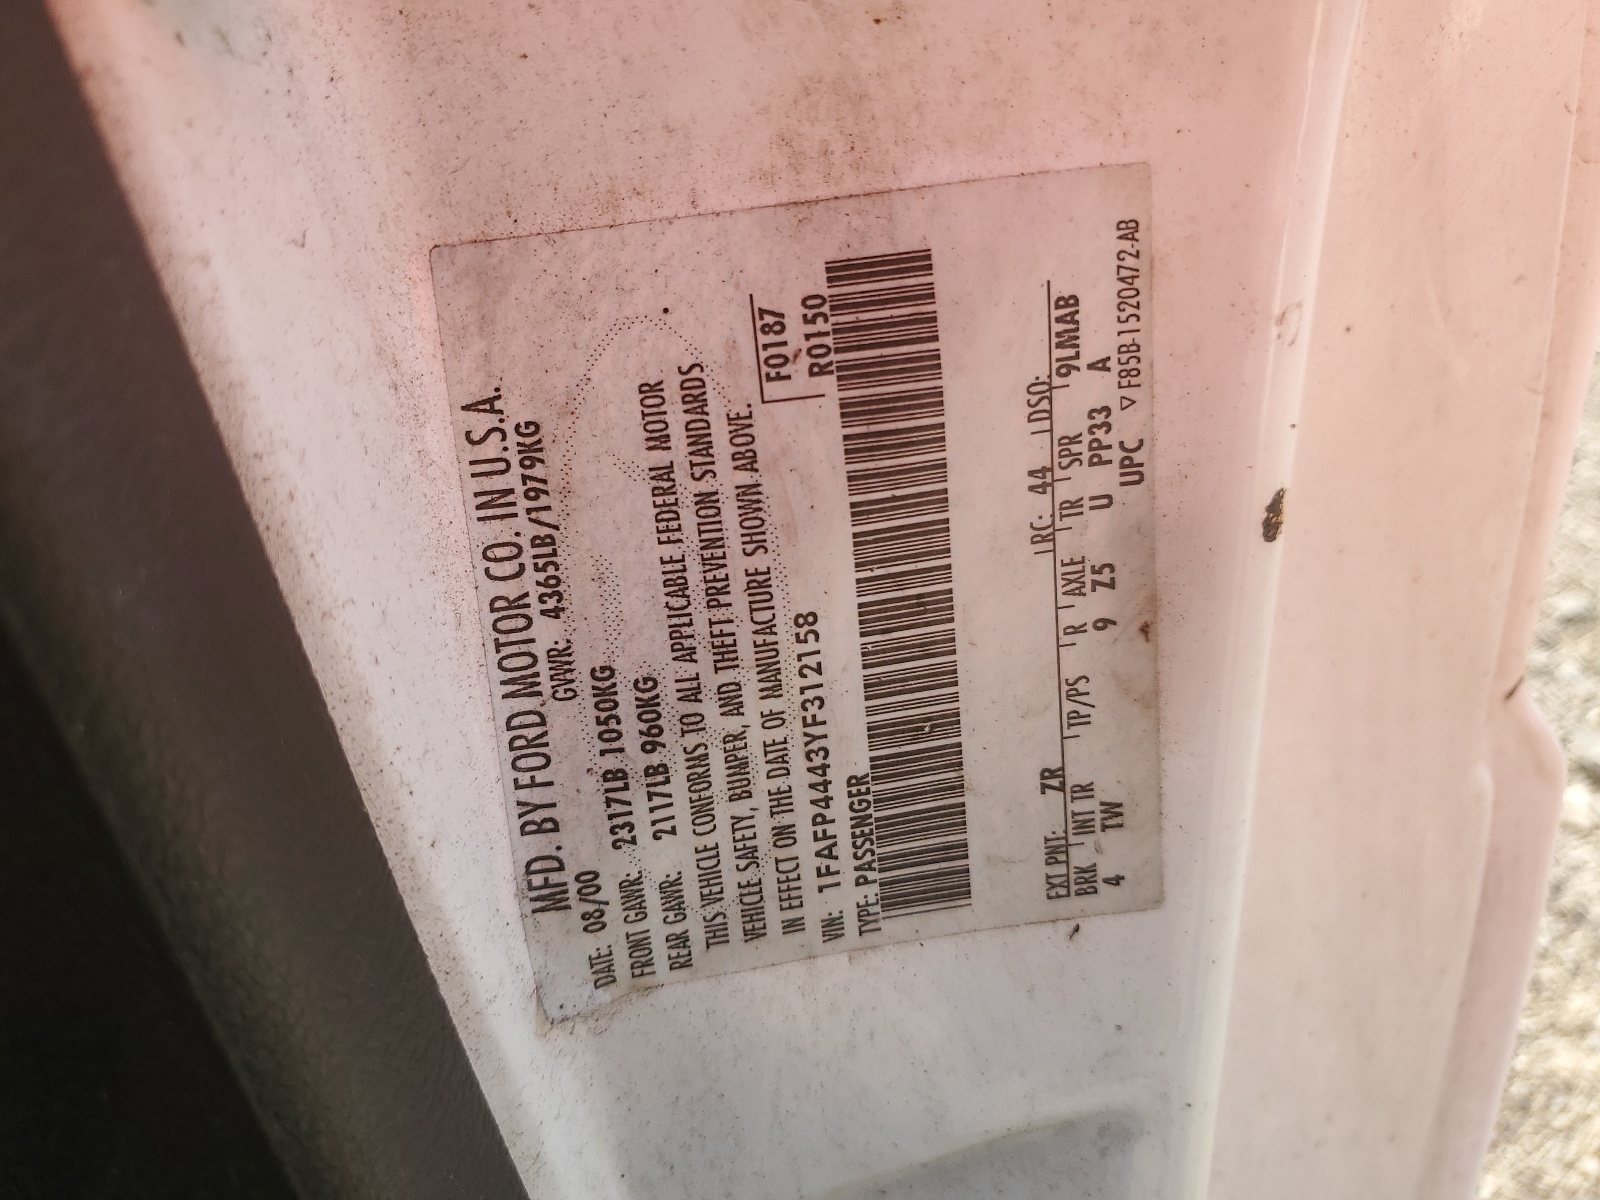 MFD. BY FORD MOTOR CO. IN U.S.A.
DATE: 08/00 GVWR: 4365LB/1979KG
FRONT GAWR: 2317LB 1050KG
REAR GAWR: 2117LB 960KG
THIS VEHICLE CONFORMS TO ALL APPLICABLE FEDERAL MOTOR
VEHICLE SAFETY, BUMPER, AND THEFT PREVENTION STANDARDS
IN EFFECT ON THE DATE OF MANUFACTURE SHOWN ABOVE.
VIN: 1FAFP4443YF312158 F0187
TYPE: PASSENGER R0150
EXT PNT: ZR RC: 44 DSO:
BRK INT TR TP/PS R AXLE TR SPR 9LMAB
4 TW 9 Z5 U PP33 A
UPC ▽ F85B-1520472-AB